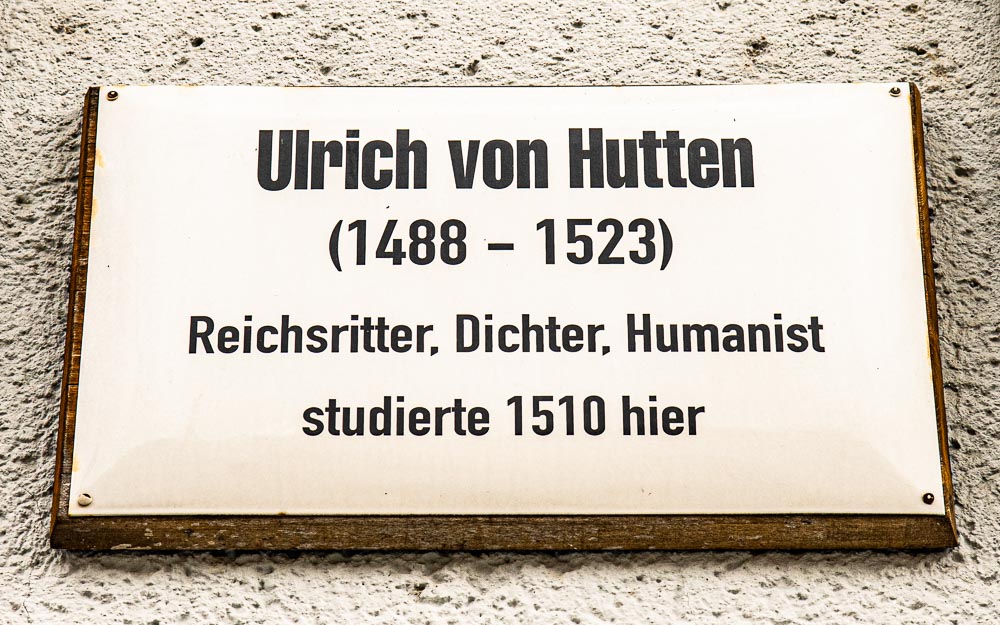 Ulrich von Hutten
(1488 – 1523)
Reichsritter, Dichter, Humanist
studierte 1510 hier